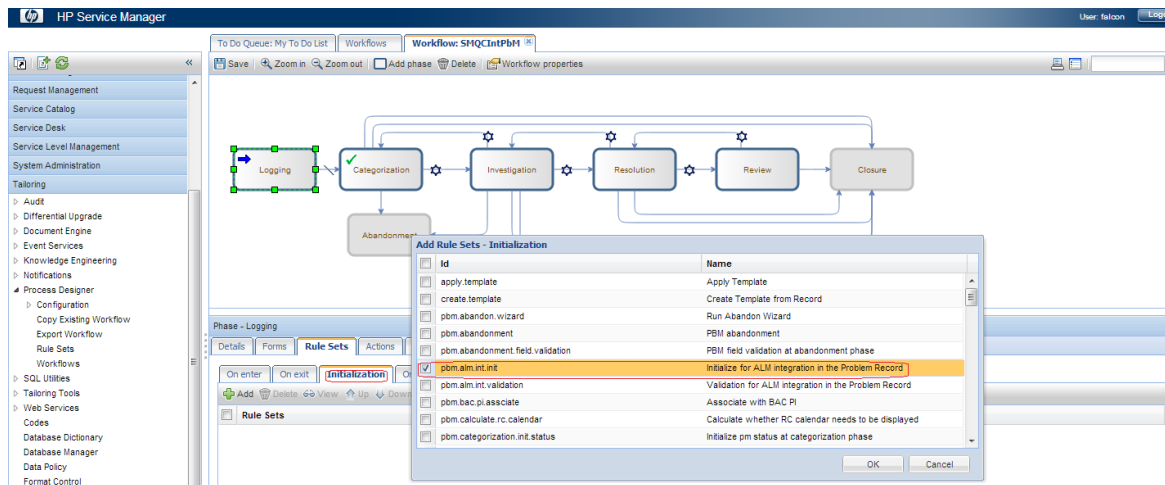 HP Service Manager
User: falcon
To Do Queue: My To Do List
Workflows
Workflow: SMQCIntPbM
Save
Zoom in
Zoom out
Add phase
Delete
Workflow properties
Request Management
Service Catalog
Service Desk
Service Level Management
System Administration
Tailoring
Audit
Differential Upgrade
Document Engine
Event Services
Knowledge Engineering
Notifications
Process Designer
Configuration
Copy Existing Workflow
Export Workflow
Rule Sets
Workflows
SQL Utilities
Tailoring Tools
Web Services
Codes
Database Dictionary
Database Manager
Data Policy
Format Control
Logging
Categorization
Investigation
Resolution
Review
Closure
Abandonment
Phase - Logging
Details
Forms
Rule Sets
Actions
On enter
On exit
Initialization
Add
Delete
View
Up
Down
Rule Sets
Add Rule Sets - Initialization
Id Name
apply.template Apply Template
create.template Create Template from Record
pbm.abandon.wizard Run Abandon Wizard
pbm.abandonment PBM abandonment
pbm.abandonment.field.validation PBM field validation at abandonment phase
pbm.alm.int.init Initialize for ALM integration in the Problem Record
pbm.alm.int.validation Validation for ALM integration in the Problem Record
pbm.bac.pi.assciate Associate with BAC PI
pbm.calculate.rc.calendar Calculate whether RC calendar needs to be displayed
pbm.categorization.init.status Initialize pm status at categorization phase
OK
Cancel